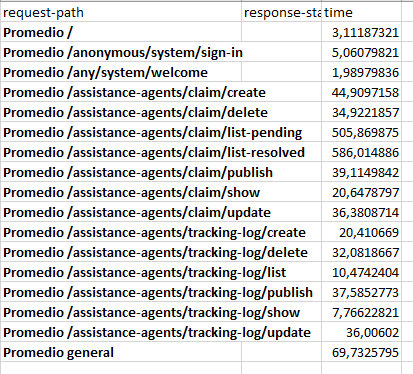 request-path response-sta time
Promedio / 3,11187321
Promedio /anonymous/system/sign-in 5,06079821
Promedio /any/system/welcome 1,98979836
Promedio /assistance-agents/claim/create 44,9097158
Promedio /assistance-agents/claim/delete 34,9221857
Promedio /assistance-agents/claim/list-pending 505,869875
Promedio /assistance-agents/claim/list-resolved 586,014886
Promedio /assistance-agents/claim/publish 39,1149842
Promedio /assistance-agents/claim/show 20,6478797
Promedio /assistance-agents/claim/update 36,3808714
Promedio /assistance-agents/tracking-log/create 20,410669
Promedio /assistance-agents/tracking-log/delete 32,0818667
Promedio /assistance-agents/tracking-log/list 10,4742404
Promedio /assistance-agents/tracking-log/publish 37,5852773
Promedio /assistance-agents/tracking-log/show 7,76622821
Promedio /assistance-agents/tracking-log/update 36,00602
Promedio general 69,7325795